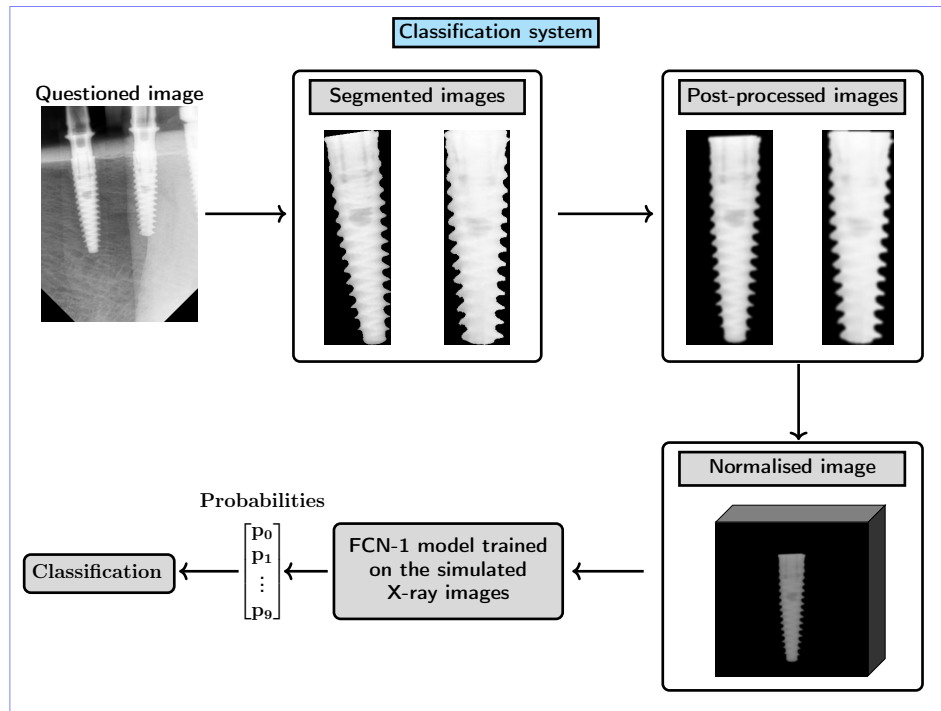 Classification system
Questioned image
Segmented images
Post-processed images
Normalised image
FCN-1 model trained
on the simulated
X-ray images
Probabilities
p₀
p₁
⋮
p₉
Classification